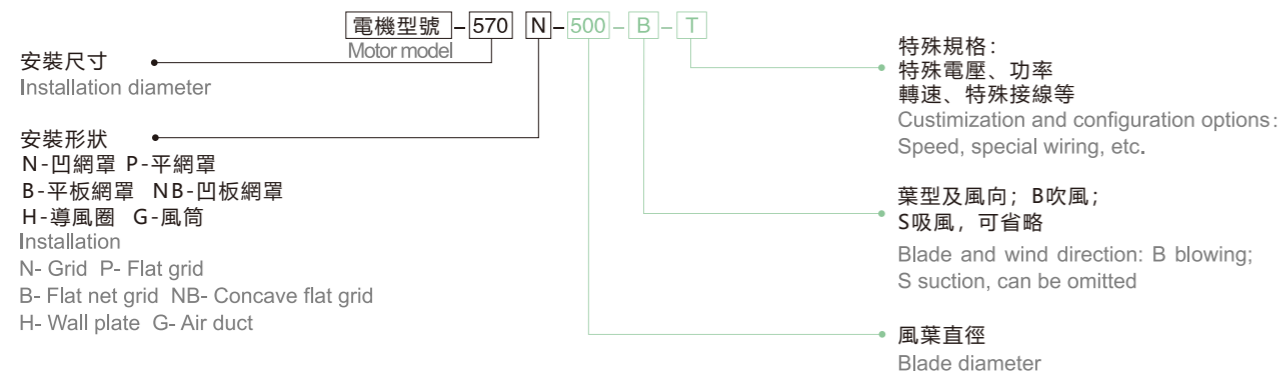 電機型號-570 N-500-B-T
Motor model
安裝尺寸
Installation diameter
安裝形狀
N-凹網罩 P-平網罩
B-平板網罩 NB-凹板網罩
H-導風圈 G-風筒
Installation
N- Grid P- Flat grid
B- Flat net grid NB- Concave flat grid
H- Wall plate G- Air duct
特殊規格：
特殊電壓、功率
轉速、特殊接線等
Custimization and configuration options:
Speed, special wiring, etc.
葉型及風向；B吹風；
S吸風，可省略
Blade and wind direction: B blowing;
S suction, can be omitted
風葉直徑
Blade diameter